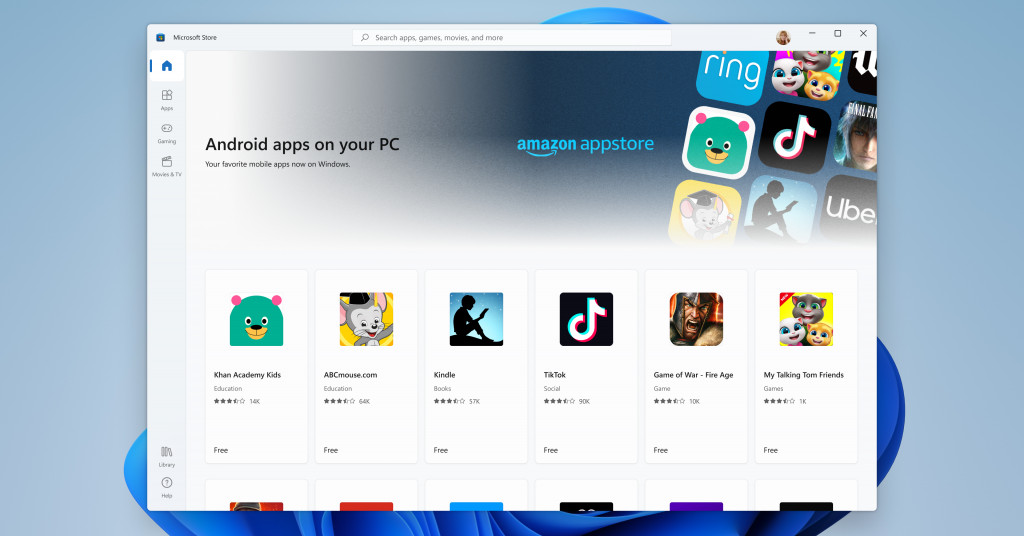 Microsoft Store
Search apps, games, movies, and more
Apps
Gaming
Movies & TV
Library
Help
Android apps on your PC
Your favorite mobile apps now on Windows.
amazon appstore
ring
FINAL FAN
Uber
Khan Academy Kids
Education
14K
Free
ABCmouse.com
Education
64K
Free
Kindle
Books
57K
Free
TikTok
Social
90K
Free
Game of War - Fire Age
Game
10K
Free
My Talking Tom Friends
Games
1K
Free